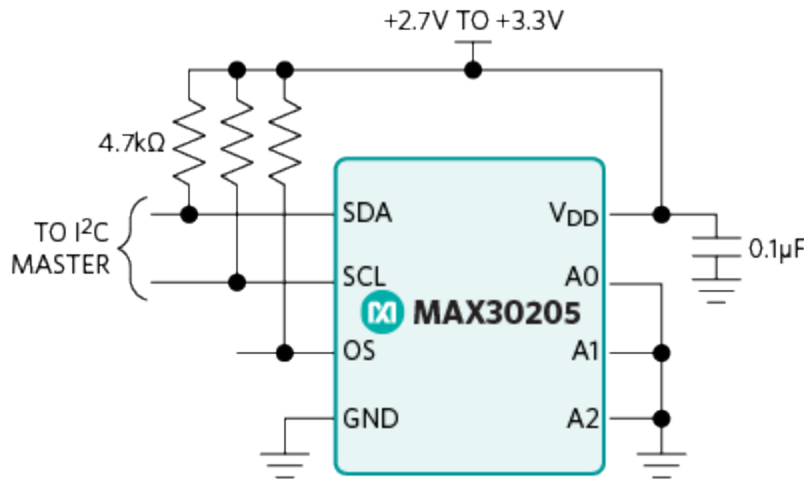 +2.7V TO +3.3V
4.7kΩ
TO I²C
MASTER
SDA
SCL
OS
GND
MAX30205
V_DD
A0
A1
A2
0.1µF